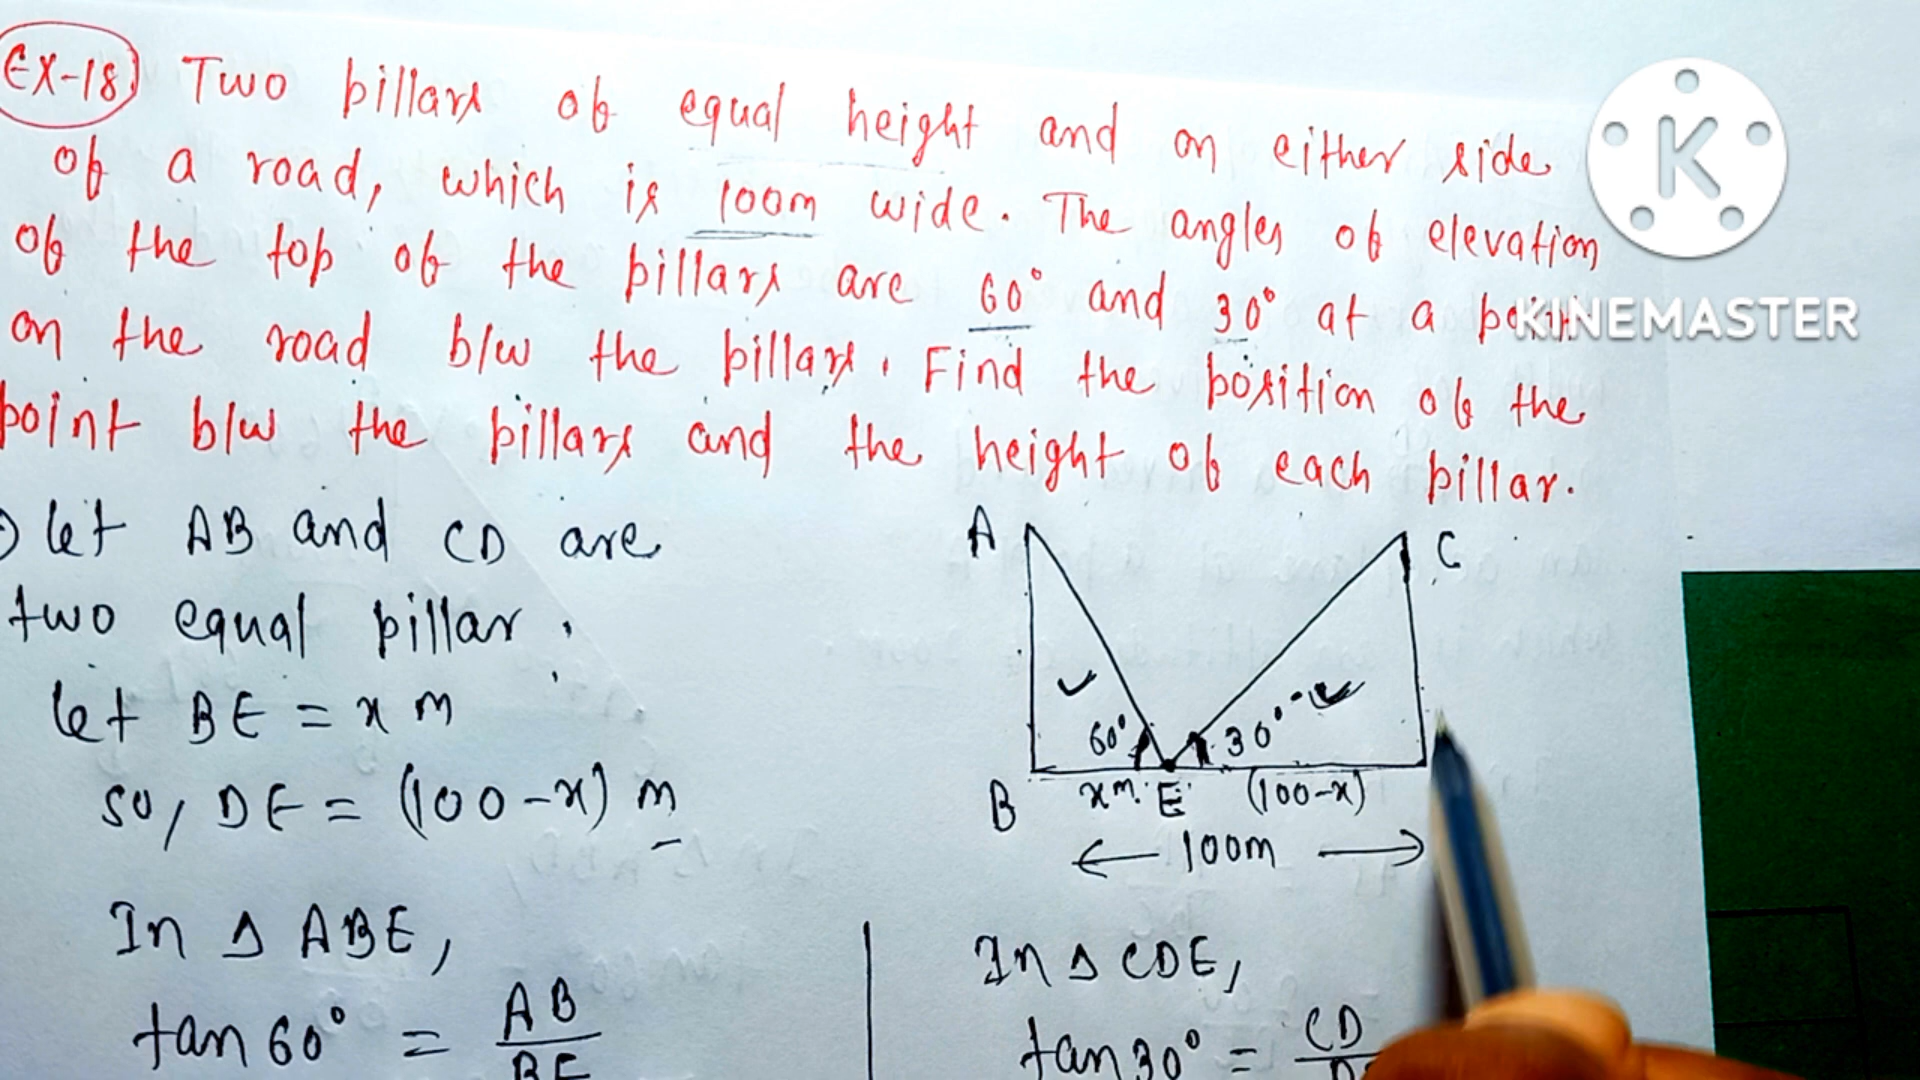 Ex-18) Two pillars of equal height and on either side
of a road, which is 100m wide. The angles of elevation
of the top of the pillars are 60° and 30° at a
on the road b/w the pillars. Find the position of the
point b/w the pillars and the height of each pillar.
K
KINEMASTER
let AB and CD are
two equal pillar.
let BE = x m
so, DE = (100-x) m
A C
60° 30°
B xm E (100-x)
100m
In Δ ABE,
tan 60° = AB/BE
In Δ CDE,
tan 30° = CD